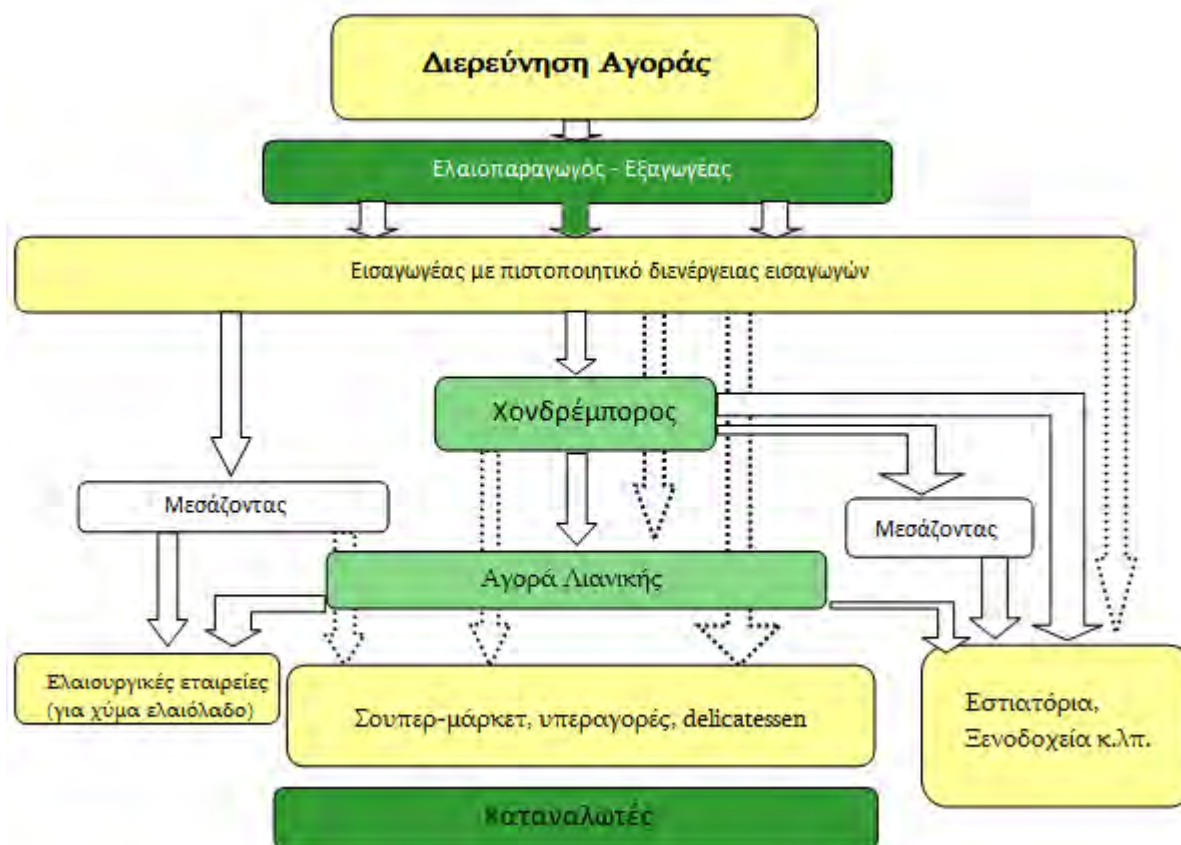 Διερεύνηση Αγοράς
Ελαιοπαραγωγός - Εξαγωγέας
Εισαγωγέας με πιστοποιητικό διενέργειας εισαγωγών
Χονδρέμπορος
Μεσάζοντας
Μεσάζοντας
Αγορά Λιανικής
Ελαιουργικές εταιρείες
(για χύμα ελαιόλαδο)
Σουπερ-μάρκετ, υπεραγορές, delicatessen
Εστιατόρια,
Ξενοδοχεία κ.λπ.
Καταναλωτές